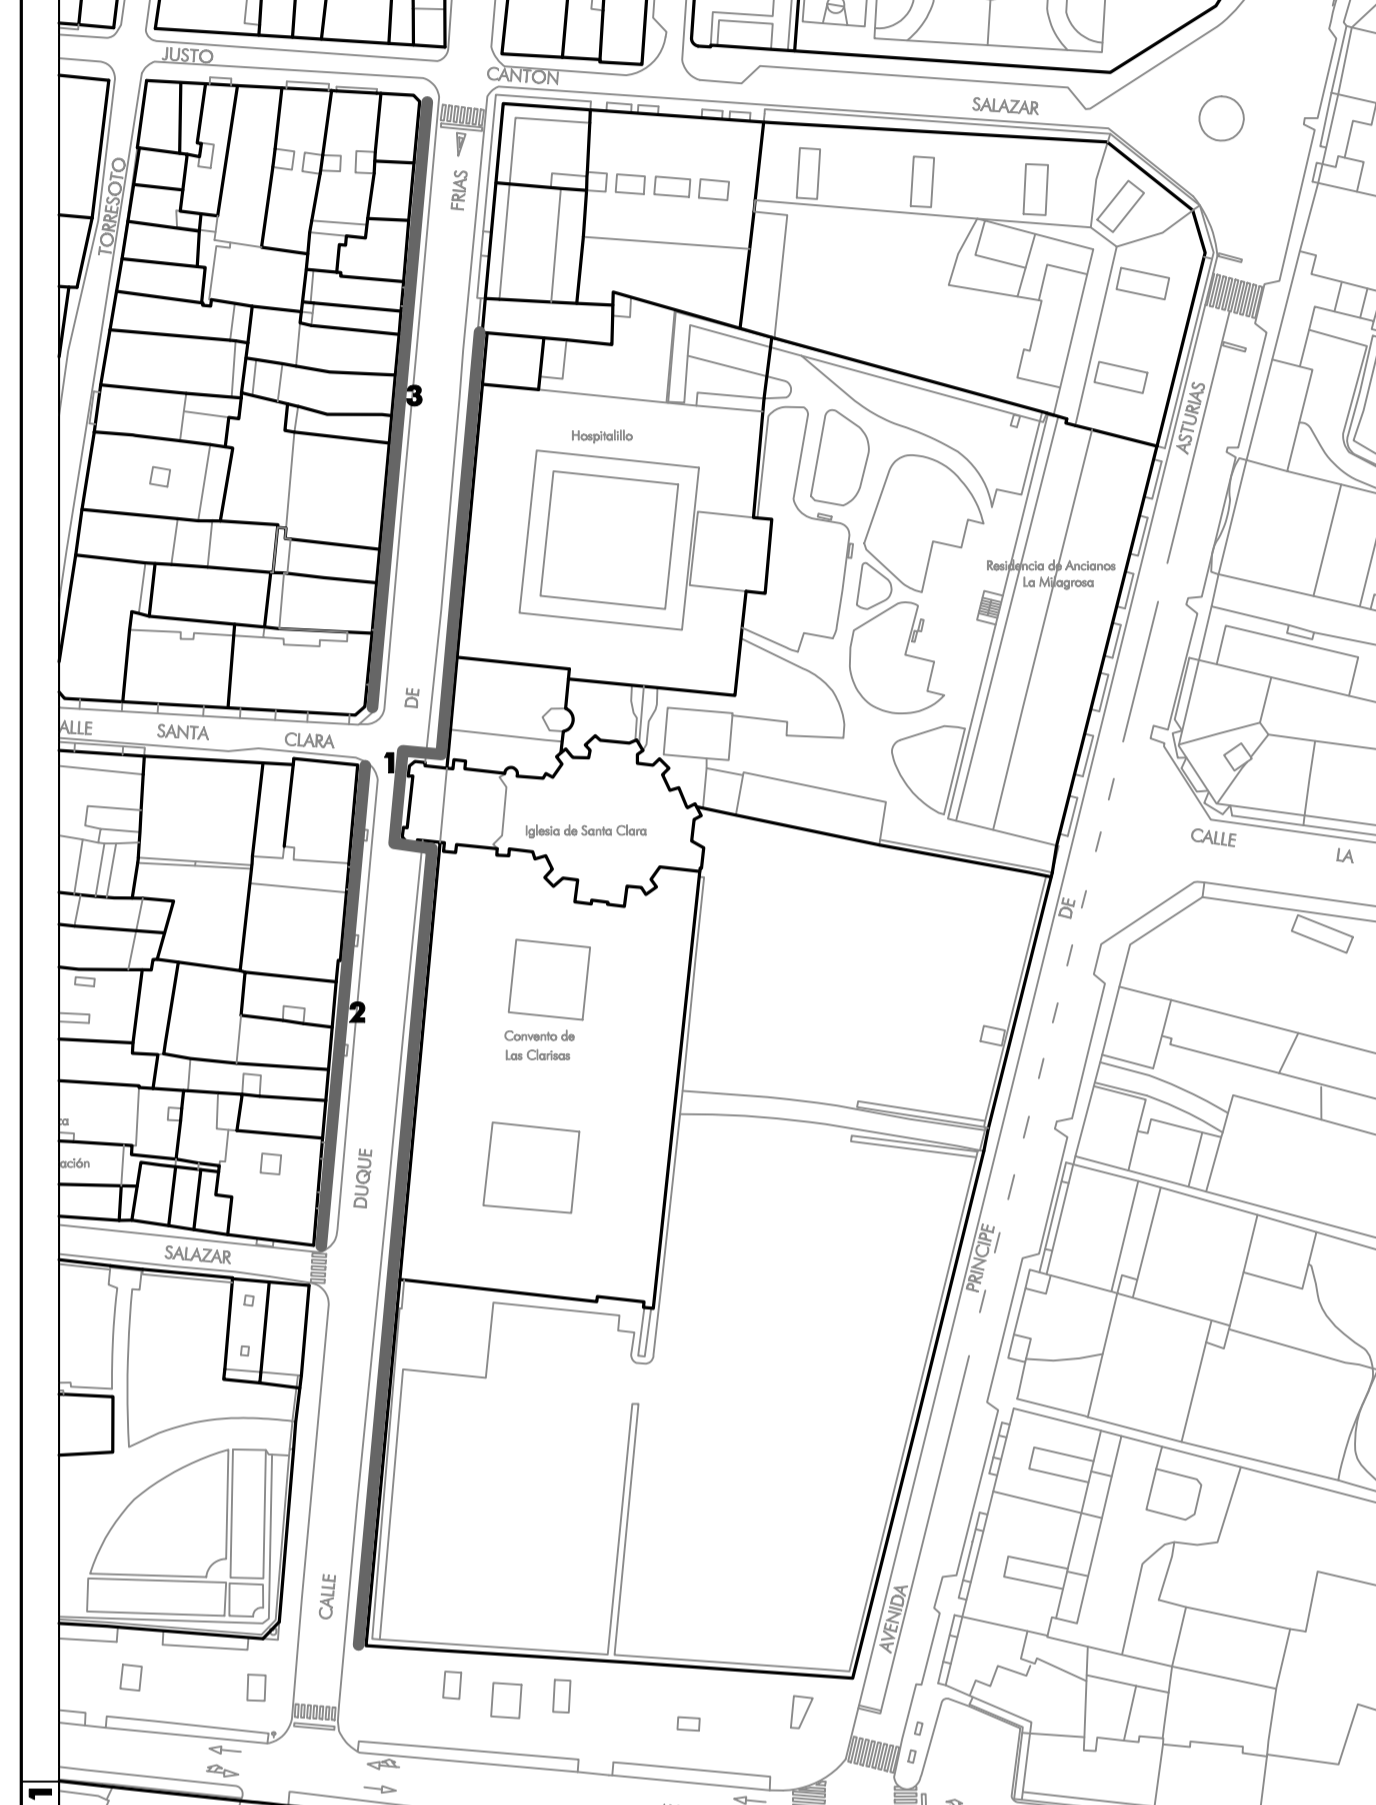 JUSTO
CANTON
SALAZAR
TORRESOTO
FRIAS
3
Hospitalillo
ASTURIAS
Residencia de Ancianos
La Milagrosa
DE
ALLE
SANTA
CLARA
1
Iglesia de Santa Clara
CALLE
LA
DE
2
Convento de
Las Clarisas
ación
DUQUE
SALAZAR
PRINCIPE
CALLE
AVENIDA
1